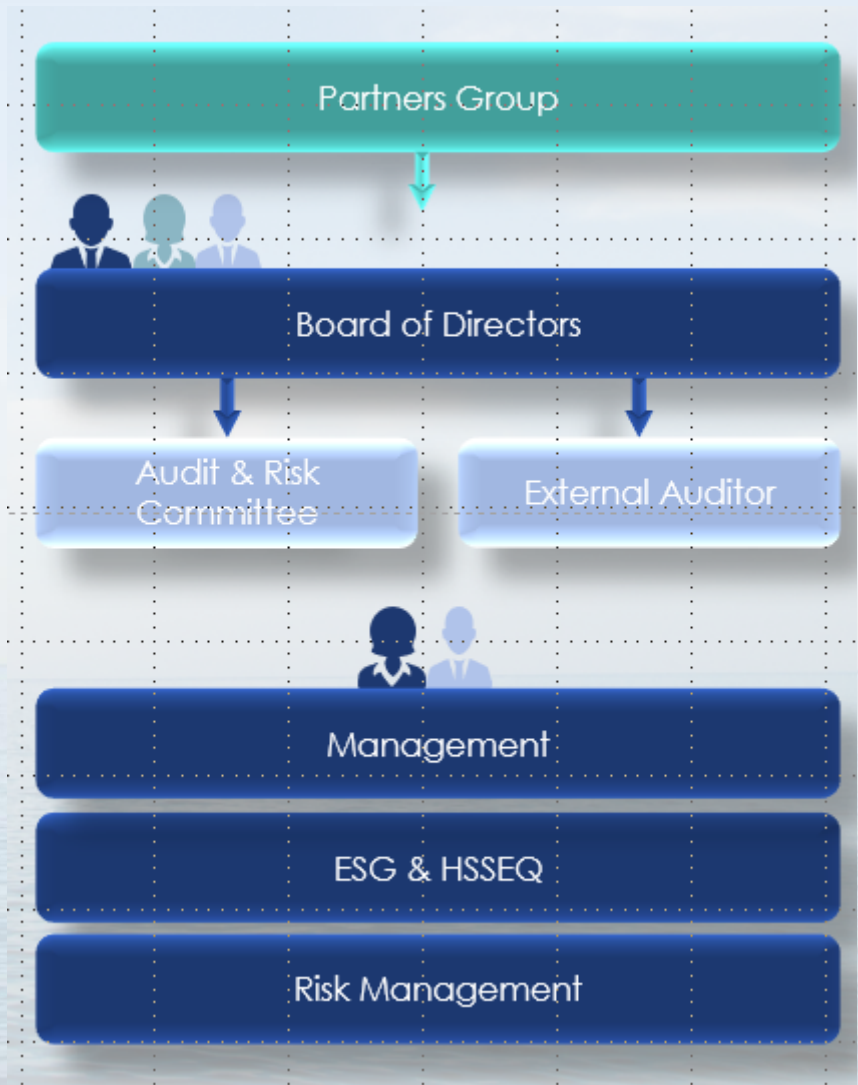 Partners Group
Board of Directors
Audit & Risk
Committee
External Auditor
Management
ESG & HSSEQ
Risk Management